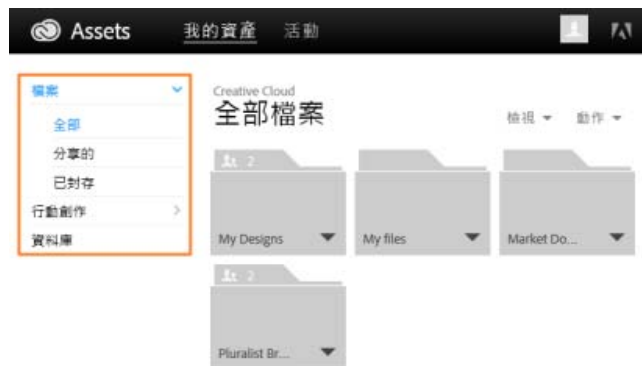 Assets 我的資產 活動
檔案
全部
分享的
已封存
行動創作
資料庫
Creative Cloud
全部檔案
檢視 動作
2
My Designs My files Market Do...
2
Pluralist Br...